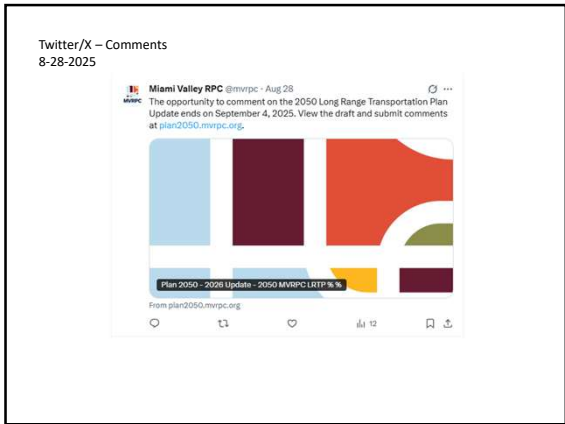 Twitter/X – Comments
8-28-2025
Miami Valley RPC @mvrpc · Aug 28
MVRPC
The opportunity to comment on the 2050 Long Range Transportation Plan
Update ends on September 4, 2025. View the draft and submit comments
at plan2050.mvrpc.org.
Plan 2050 - 2026 Update - 2050 MVRPC LRTP % %
From plan2050.mvrpc.org
12